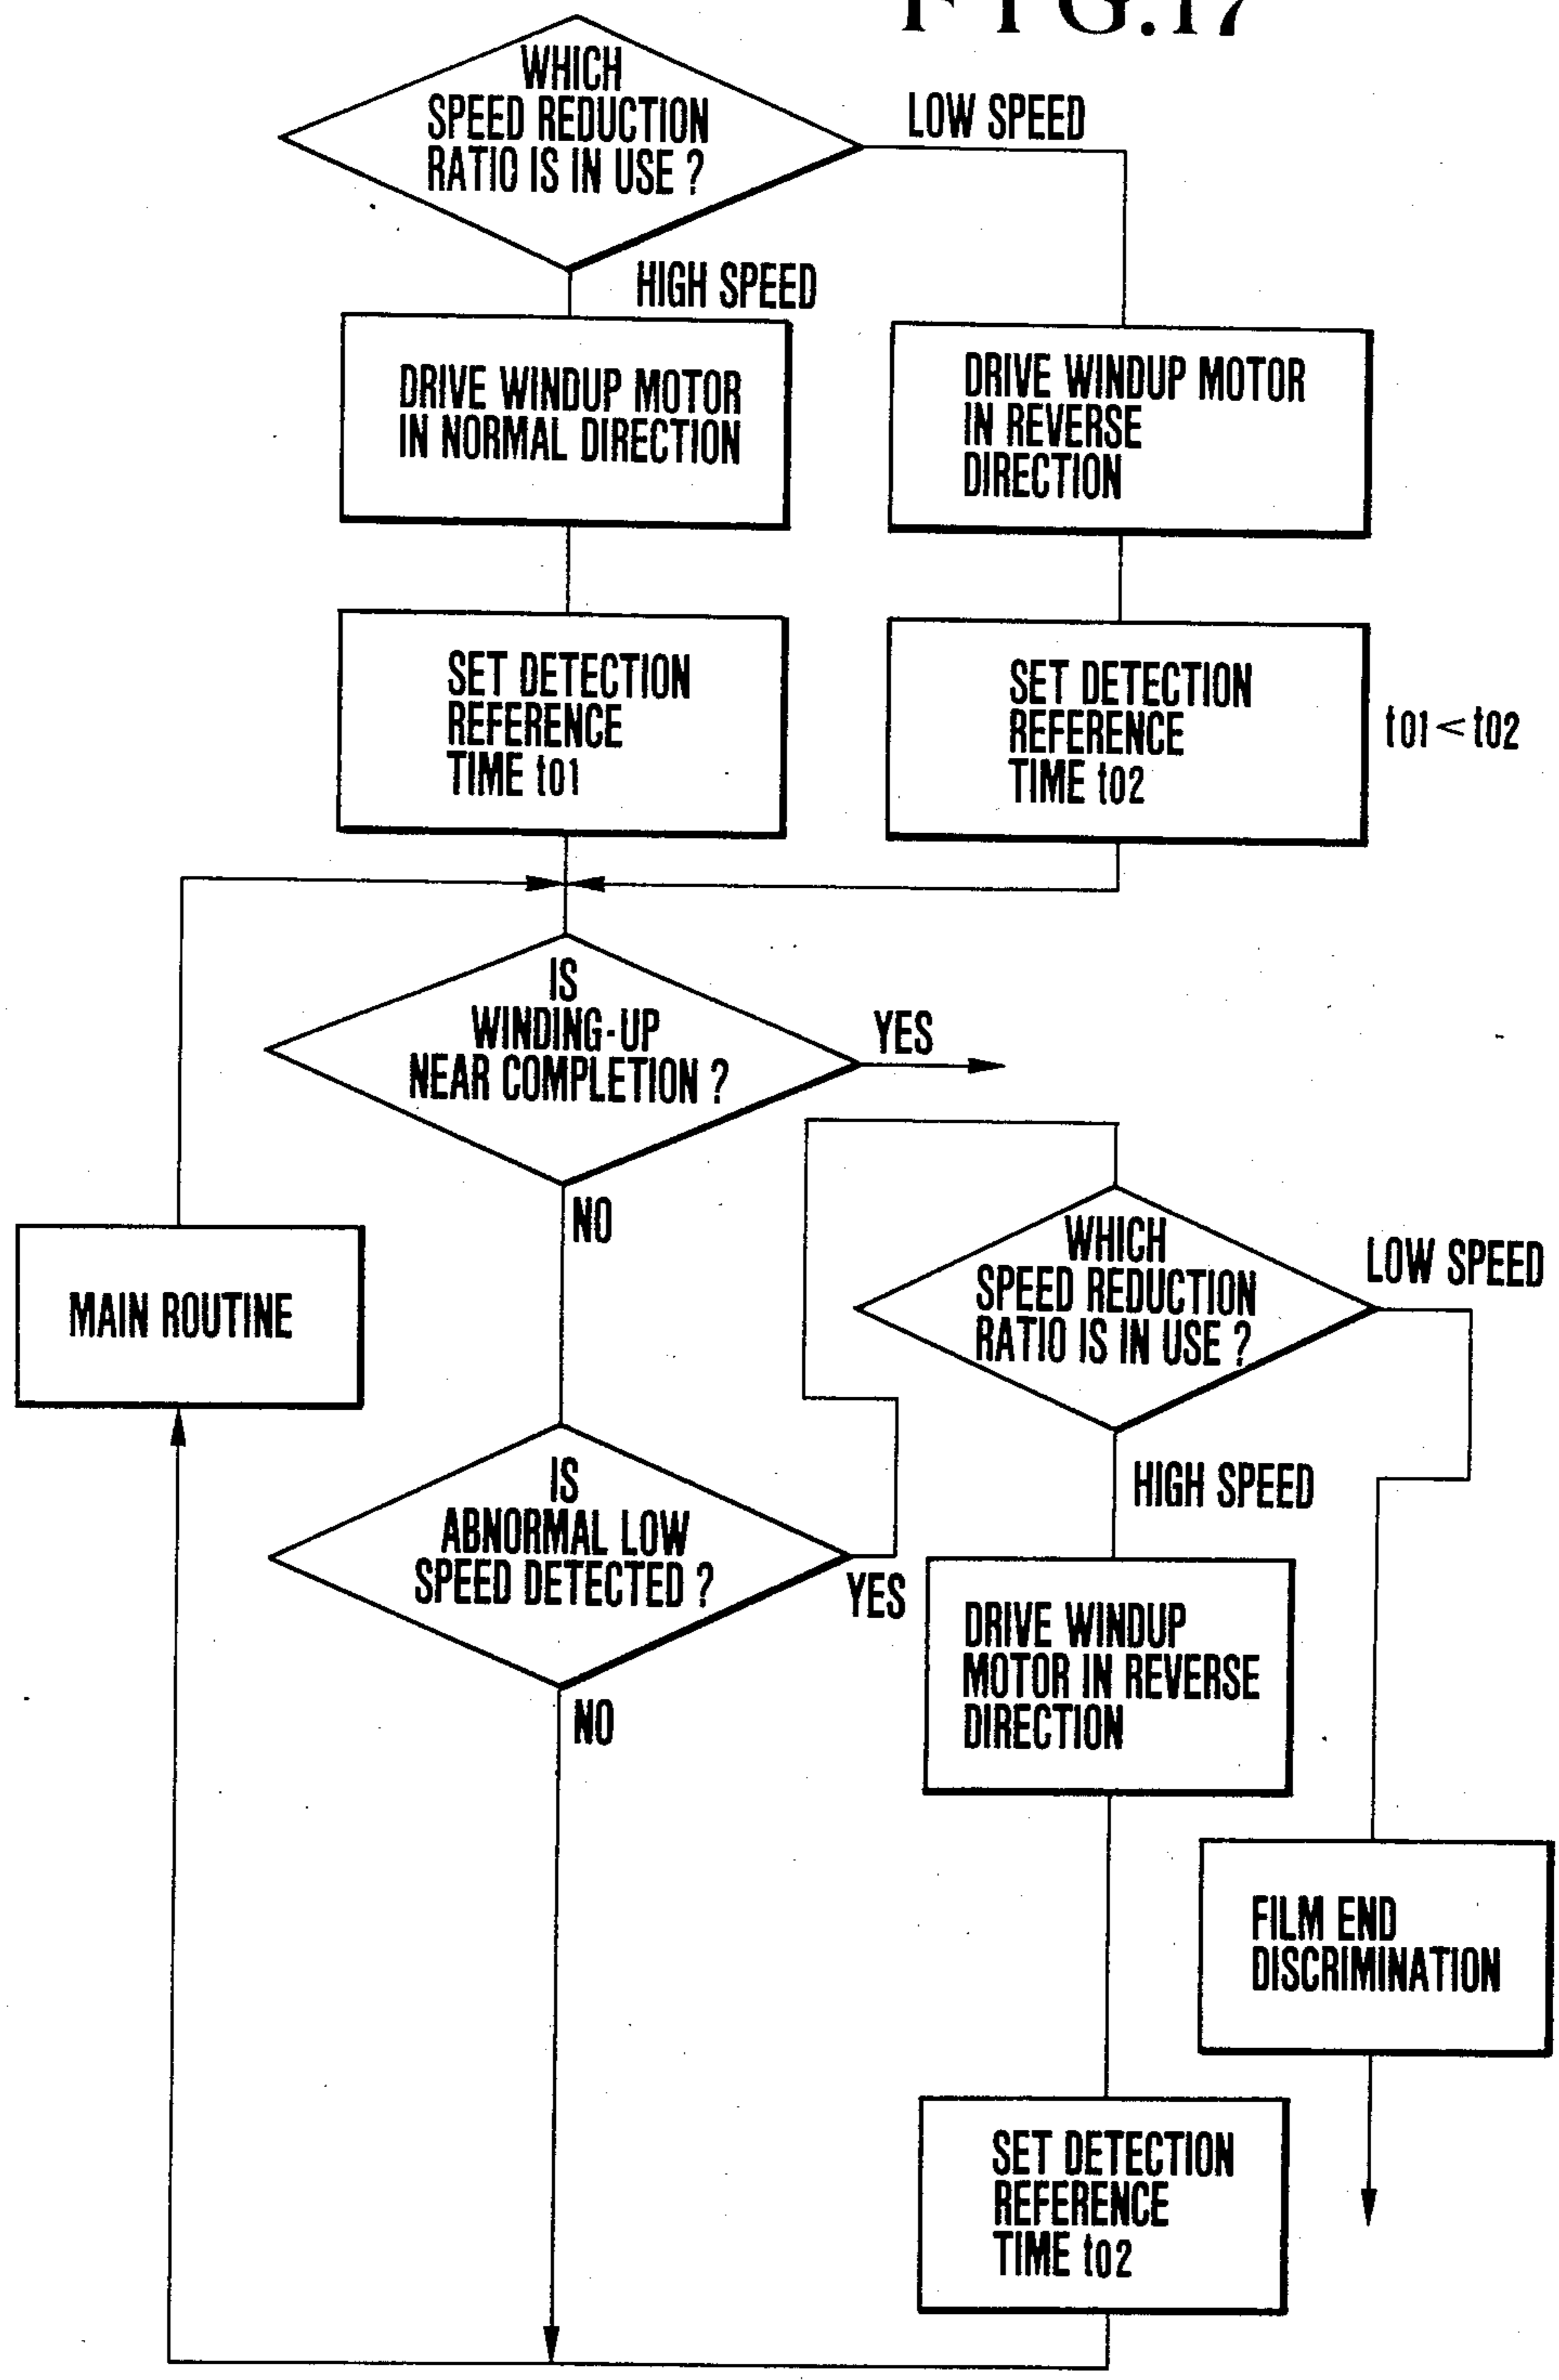 FIG.17
WHICH
SPEED REDUCTION
RATIO IS IN USE ?
LOW SPEED
HIGH SPEED
DRIVE WINDUP MOTOR
IN NORMAL DIRECTION
DRIVE WINDUP MOTOR
IN REVERSE
DIRECTION
SET DETECTION
REFERENCE
TIME t01
SET DETECTION
REFERENCE
TIME t02
t01 < t02
IS
WINDING-UP
NEAR COMPLETION ?
YES
NO
MAIN ROUTINE
WHICH
SPEED REDUCTION
RATIO IS IN USE ?
LOW SPEED
HIGH SPEED
IS
ABNORMAL LOW
SPEED DETECTED ?
YES
NO
DRIVE WINDUP
MOTOR IN REVERSE
DIRECTION
FILM END
DISCRIMINATION
SET DETECTION
REFERENCE
TIME t02